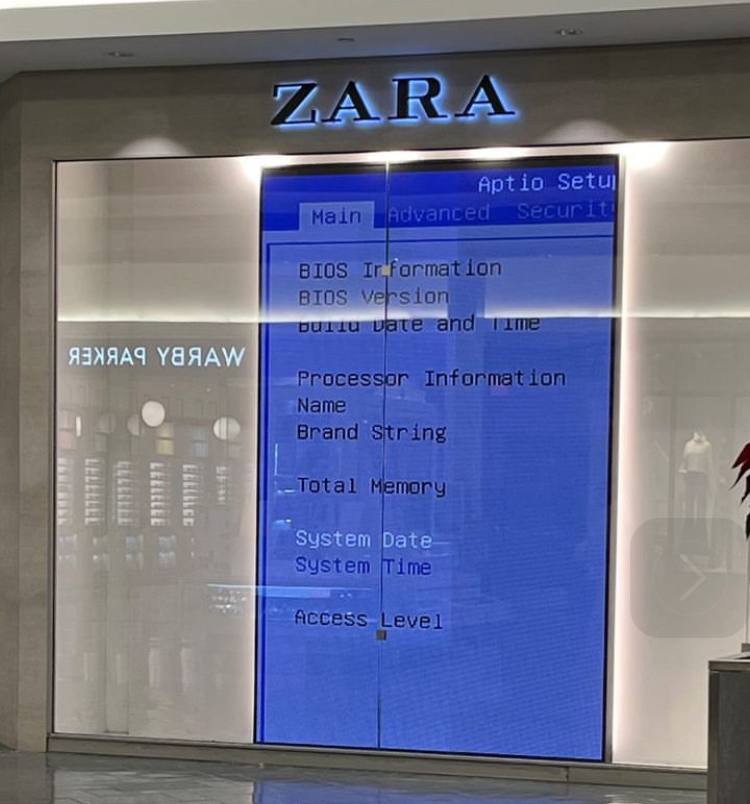 ZARA
Aptio Setu
Main Advanced Securit
BIOS Information
BIOS Version
Build Date and Time
WARBY PARKER
Processor Information
Name
Brand String
Total Memory
System Date
System Time
Access Level